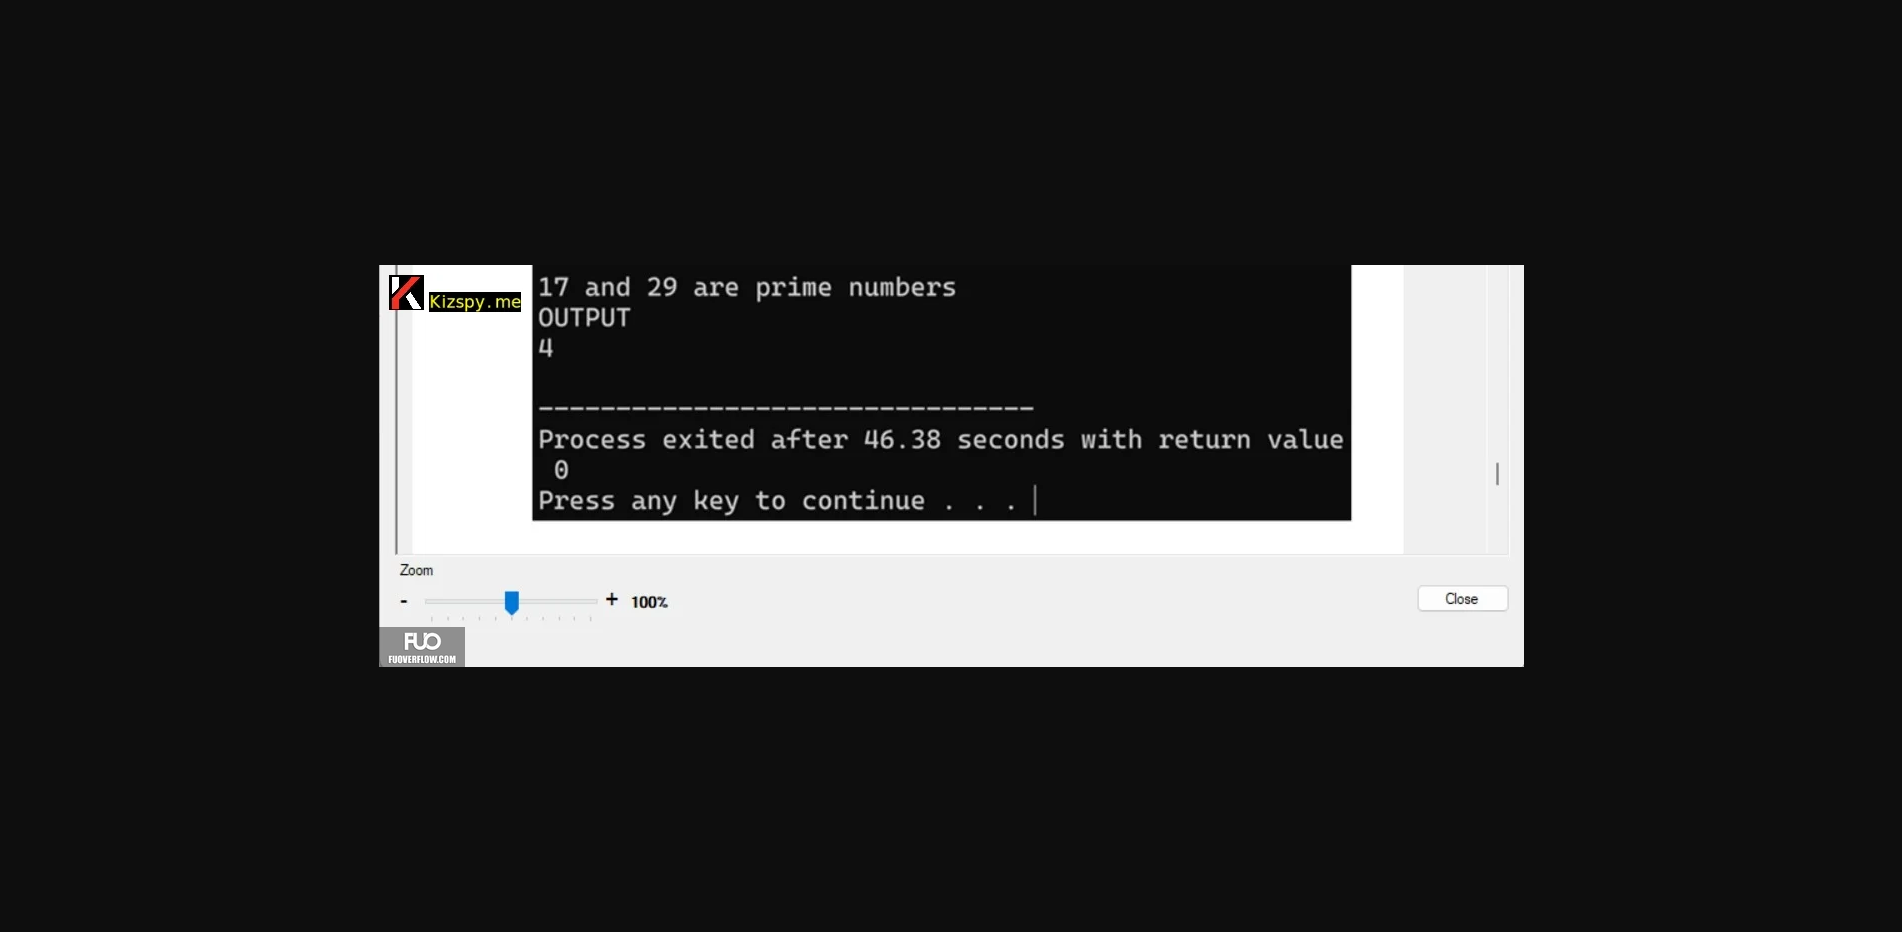 Kizspy.me
17 and 29 are prime numbers
OUTPUT
4
--------------------------------
Process exited after 46.38 seconds with return value
 0
Press any key to continue . . .
Zoom
- + 100%
Close
FUO
FUOVERFLOW.COM